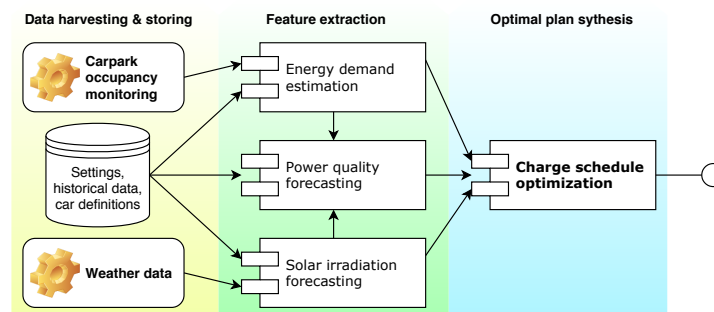 Data harvesting & storing
Feature extraction
Optimal plan sythesis
Carpark
occupancy
monitoring
Energy demand
estimation
Settings,
historical data,
car definitions
Power quality
forecasting
Charge schedule
optimization
Weather data
Solar irradiation
forecasting